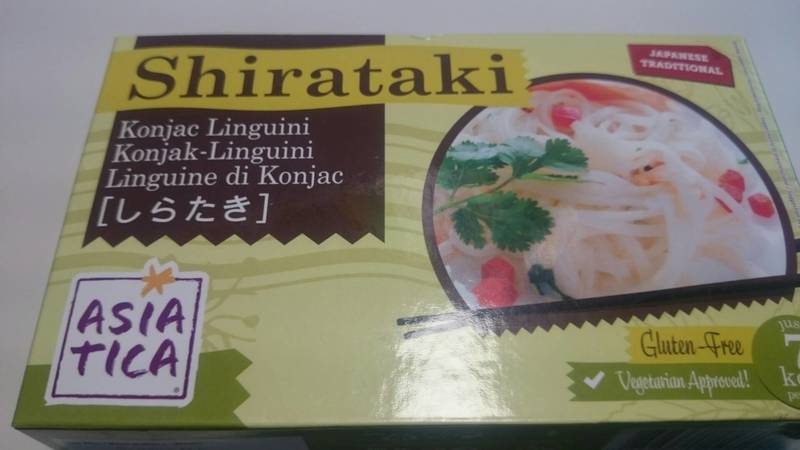 Shirataki
JAPANESE
TRADITIONAL
Konjac Linguini
Konjak-Linguini
Linguine di Konjac
[しらたき]
ASIA
TICA
Gluten-Free
Vegetarian Approved!
7